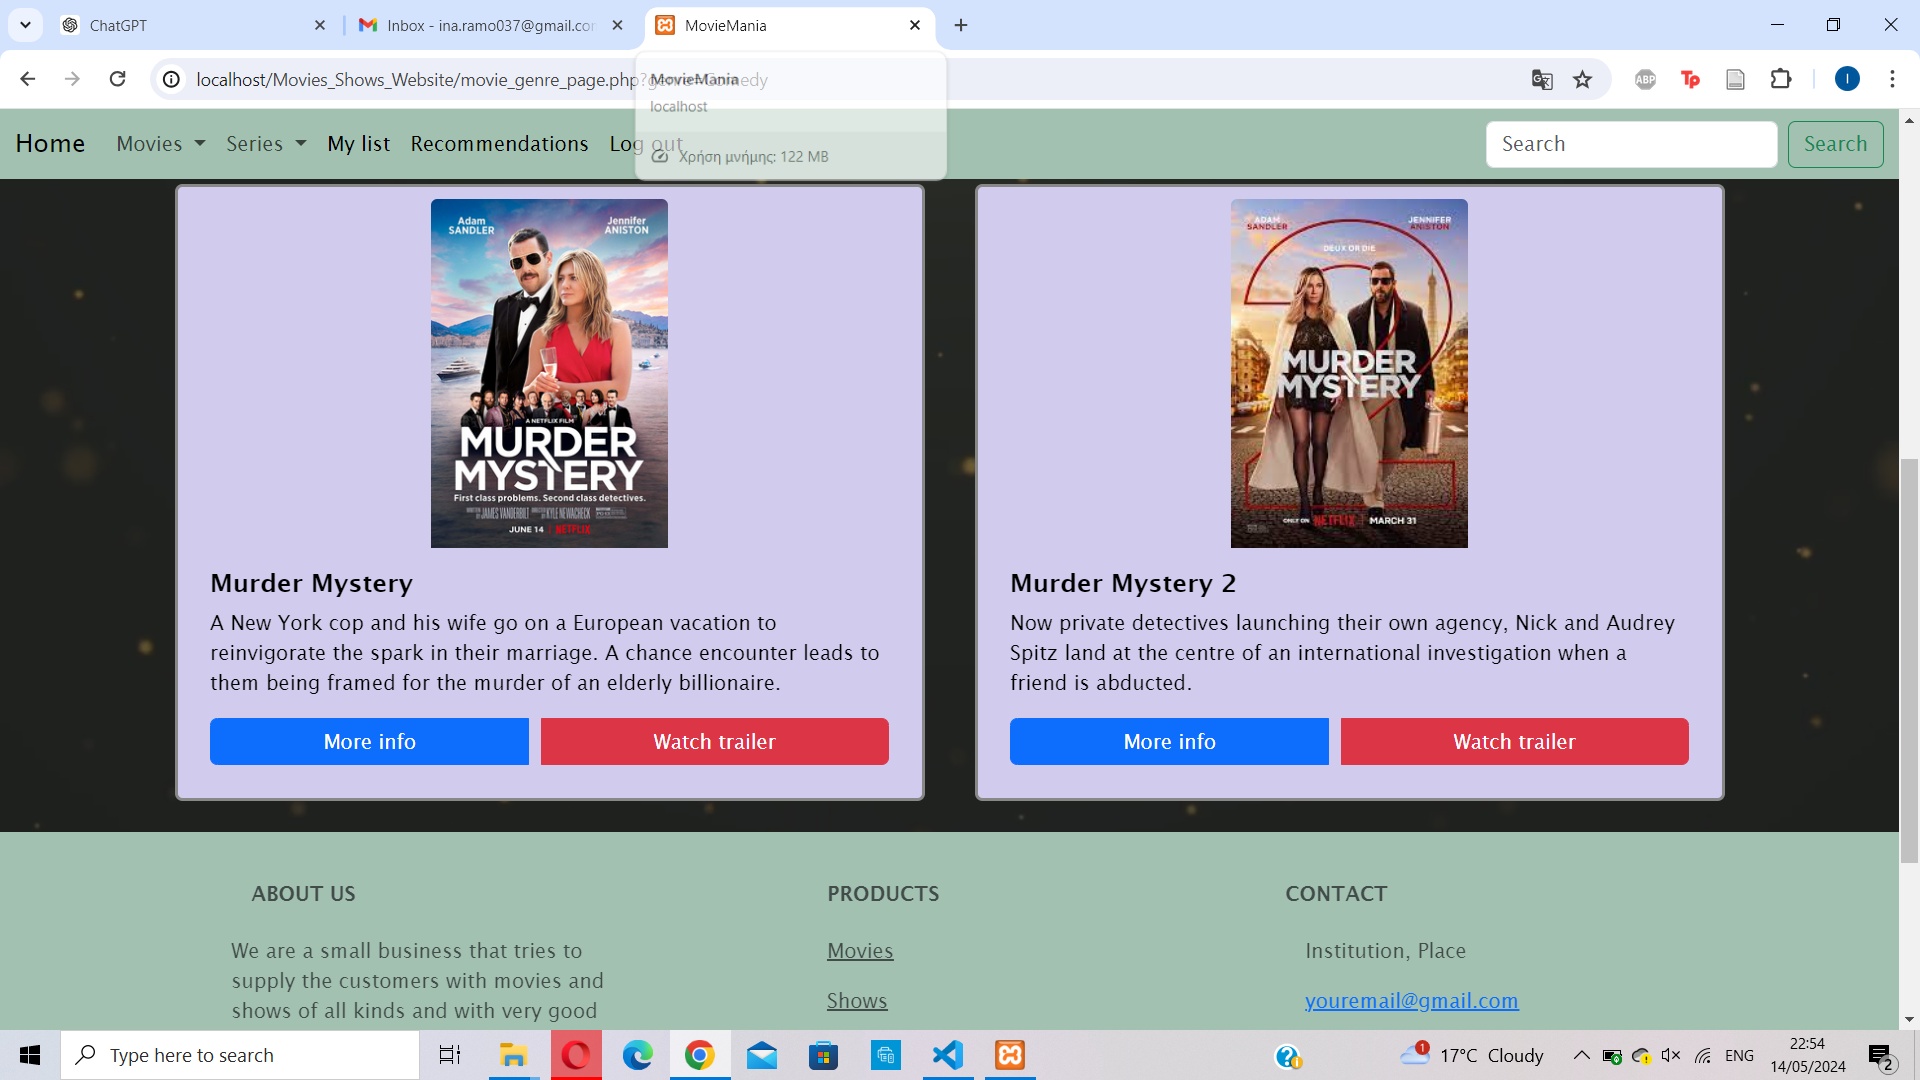 ChatGPT
Inbox - ina.ramo037@gmail.com
MovieMania
localhost/Movies_Shows_Website/movie_genre_page.php?genre=Comedy
MovieMania
localhost
Χρήση μνήμης: 122 MB
ABP
Tp
I
Home Movies Series My list Recommendations Log out
Search
Search
Adam SANDLER
Jennifer ANISTON
A NETFLIX FILM
MURDER
MYSTERY
First class problems. Second class detectives.
JAMES VANDERBILT KYLE NEWACHECK
JUNE 14 NETFLIX
ADAM SANDLER
JENNIFER ANISTON
DEUX OR DIE
2
MURDER
MYSTERY
ONLY ON NETFLIX MARCH 31
Murder Mystery
A New York cop and his wife go on a European vacation to
reinvigorate the spark in their marriage. A chance encounter leads to
them being framed for the murder of an elderly billionaire.
More info
Watch trailer
Murder Mystery 2
Now private detectives launching their own agency, Nick and Audrey
Spitz land at the centre of an international investigation when a
friend is abducted.
More info
Watch trailer
ABOUT US
We are a small business that tries to
supply the customers with movies and
shows of all kinds and with very good
PRODUCTS
Movies
Shows
CONTACT
Institution, Place
youremail@gmail.com
Type here to search
1
17°C Cloudy
ENG
22:54
14/05/2024
2